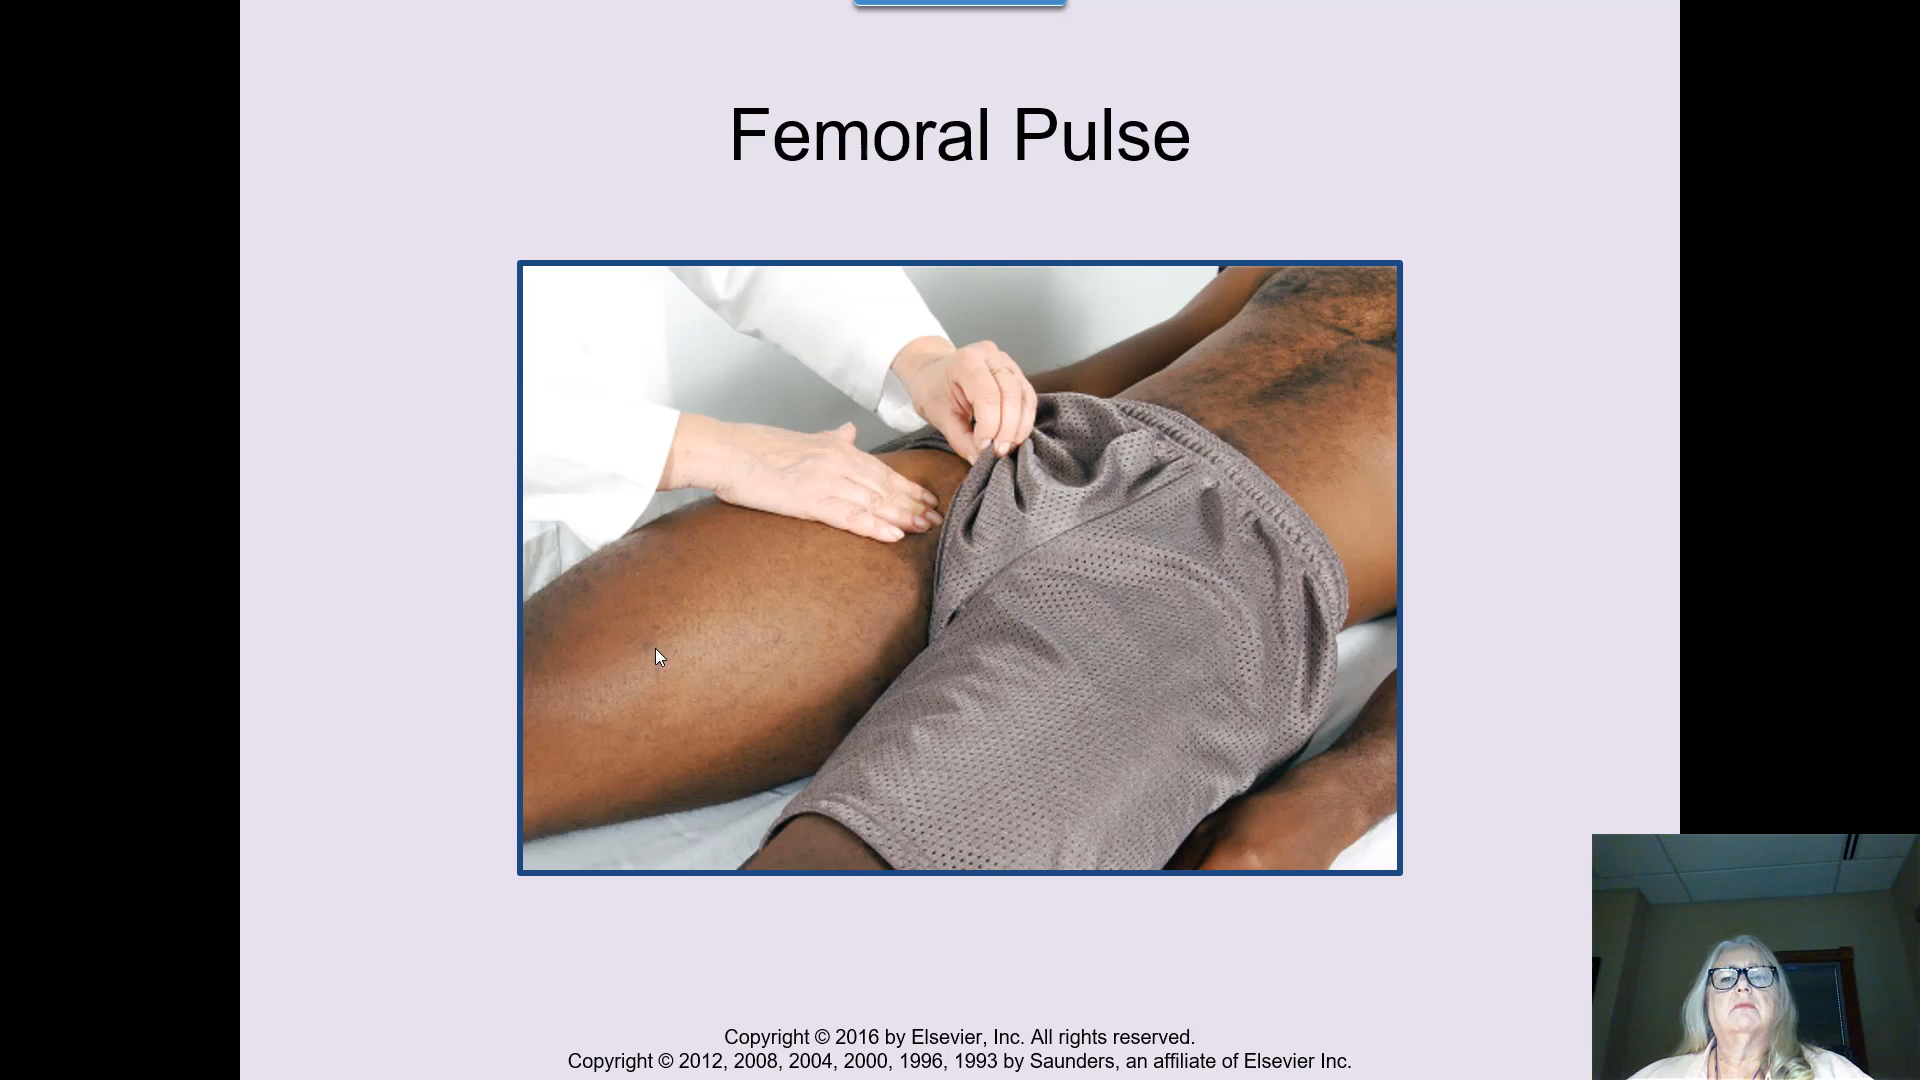 Femoral Pulse
Copyright © 2016 by Elsevier, Inc. All rights reserved.
Copyright © 2012, 2008, 2004, 2000, 1996, 1993 by Saunders, an affiliate of Elsevier Inc.